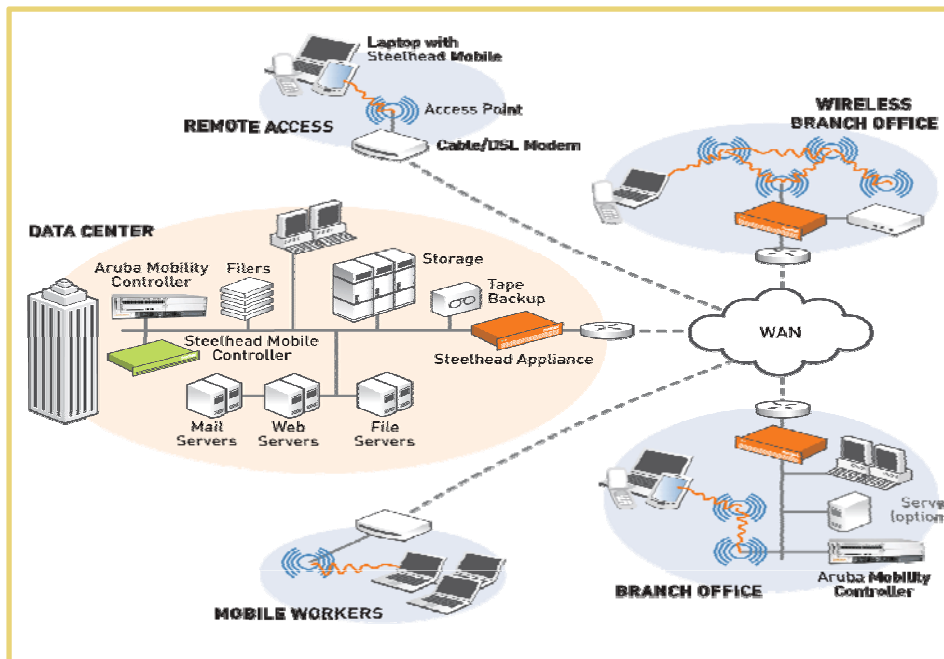 Laptop with
Steelhead Mobile
Access Point
REMOTE ACCESS
Cable/DSL Modem
WIRELESS
BRANCH OFFICE
DATA CENTER
Aruba Mobility
Controller
Filers
Storage
Tape
Backup
Steelhead Mobile
Controller
Steelhead Appliance
WAN
Mail
Servers
Web
Servers
File
Servers
Serve
(option
BRANCH OFFICE
Aruba Mobility
Controller
MOBILE WORKERS